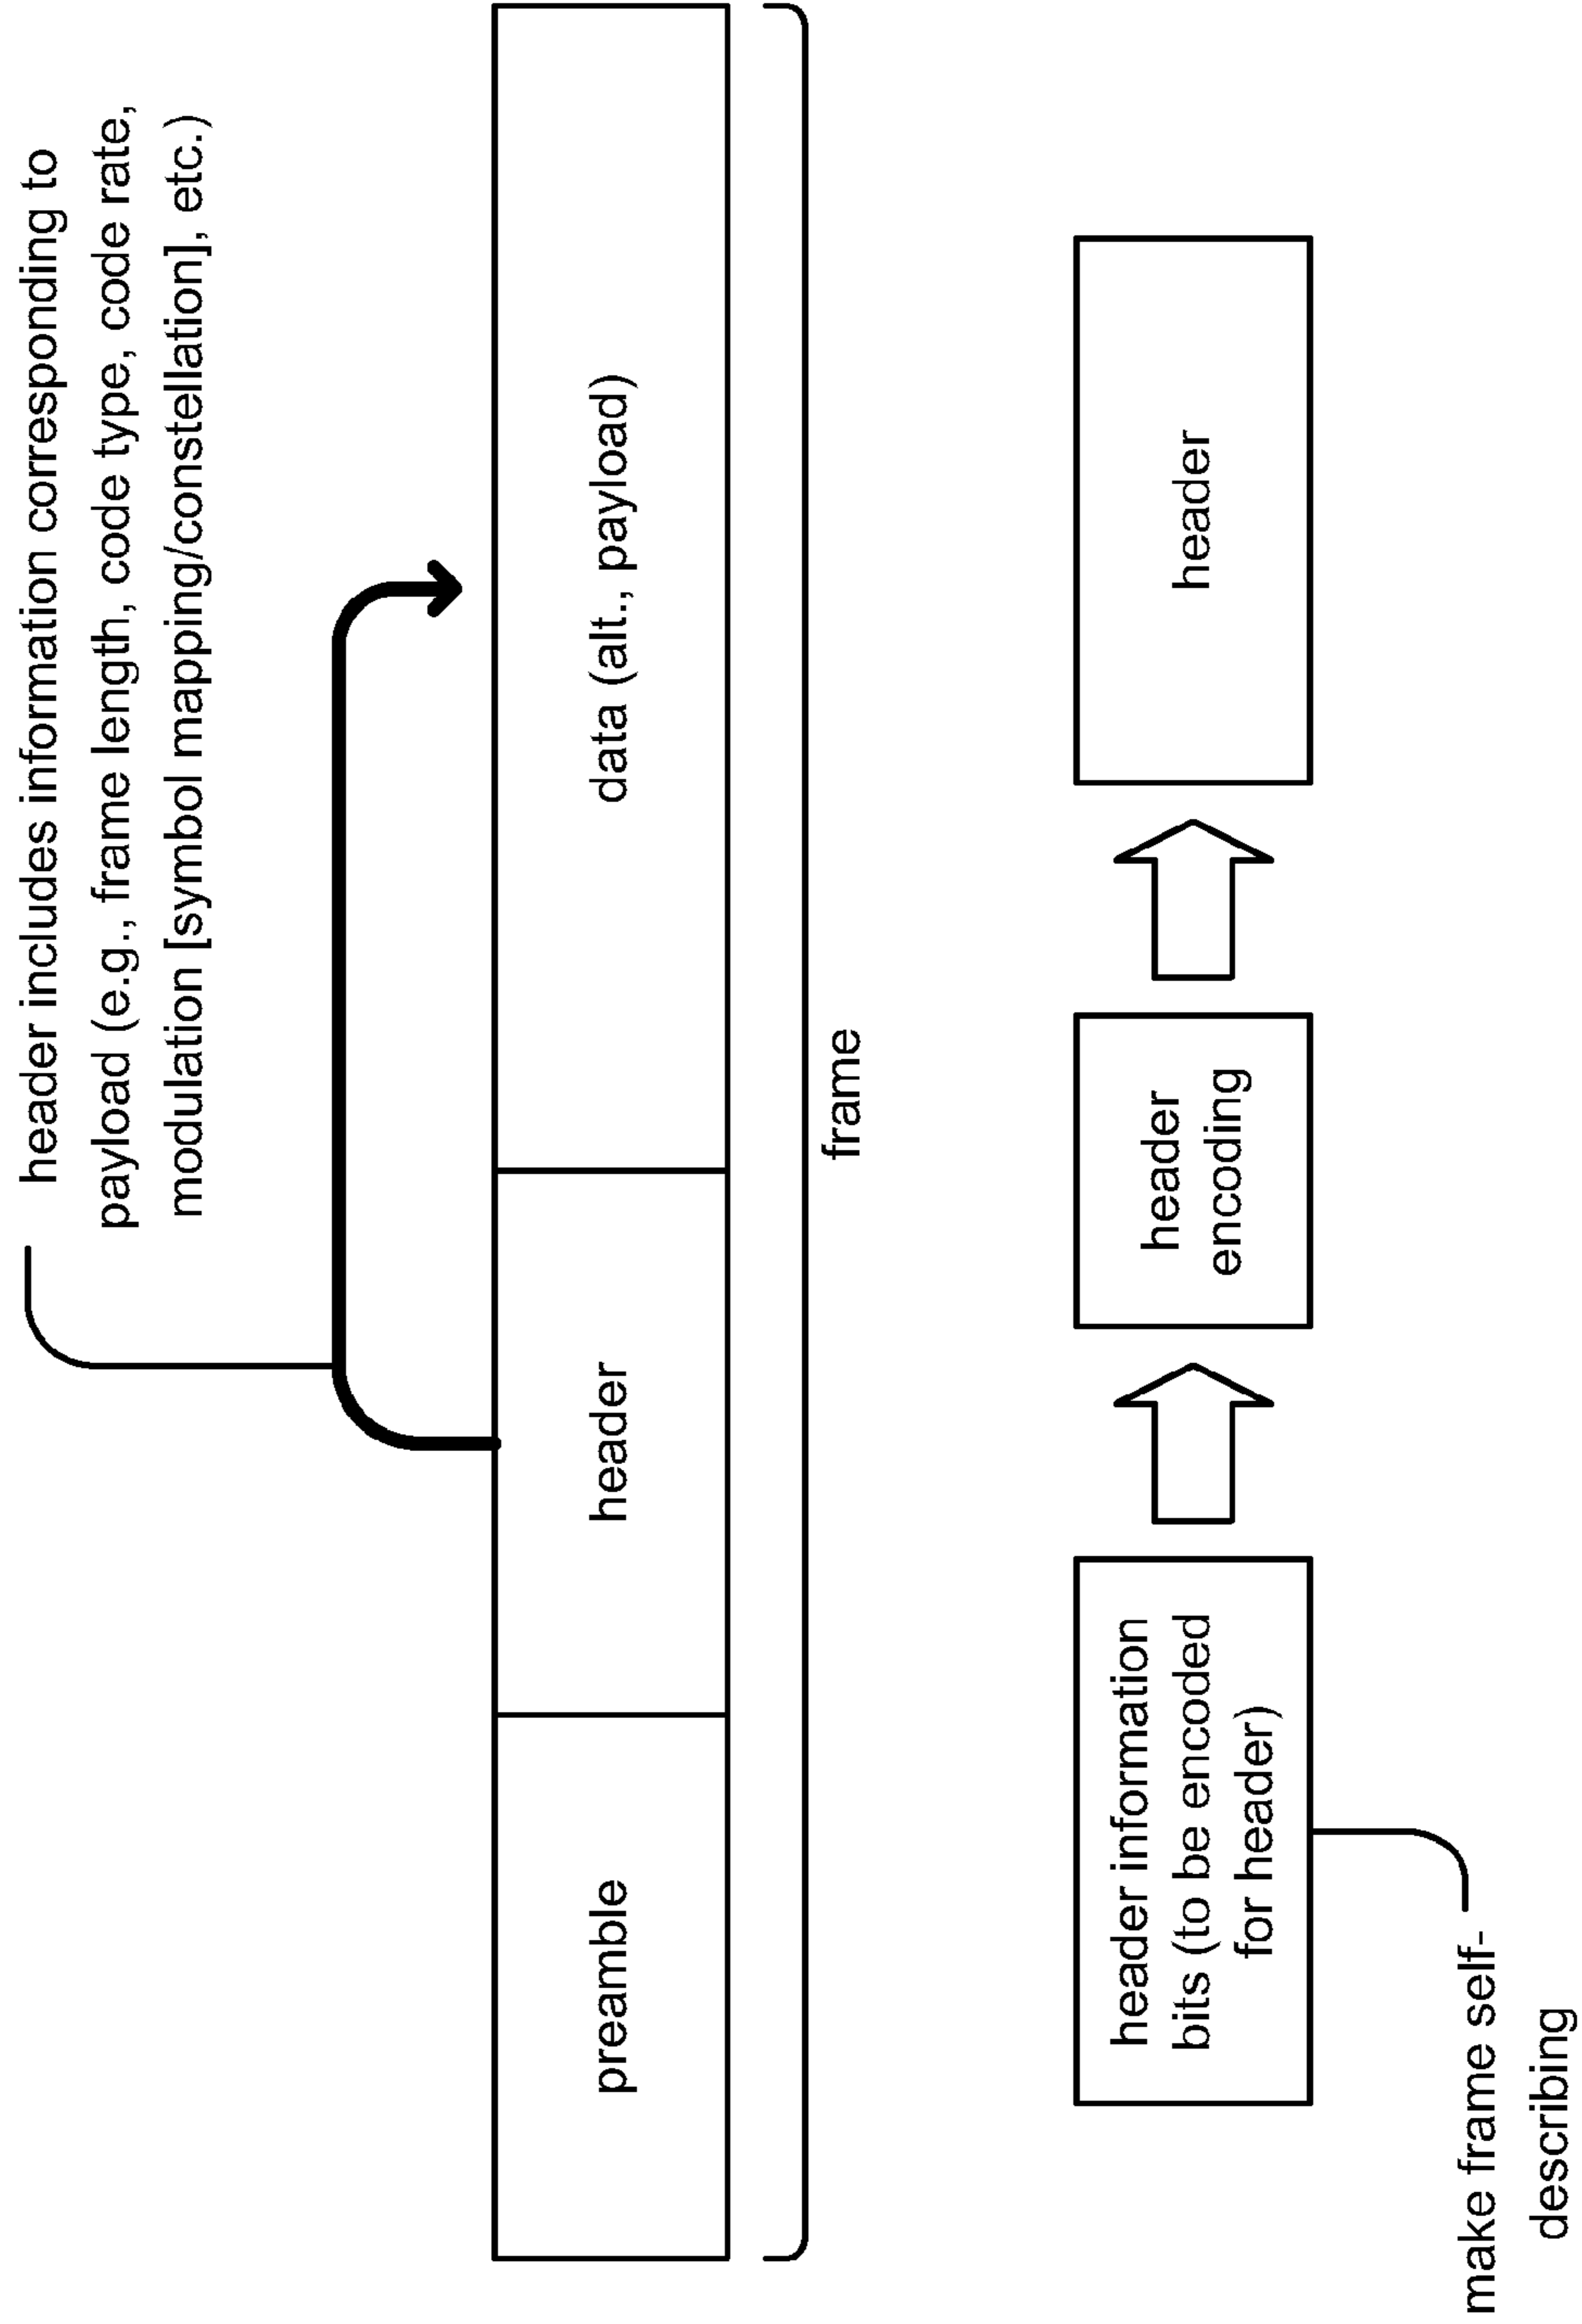 header includes information corresponding to
payload (e.g., frame length, code type, code rate,
modulation [symbol mapping/constellation], etc.)
preamble
header
data (alt., payload)
frame
header information
bits (to be encoded
for header)
header
encoding
header
make frame self-
describing